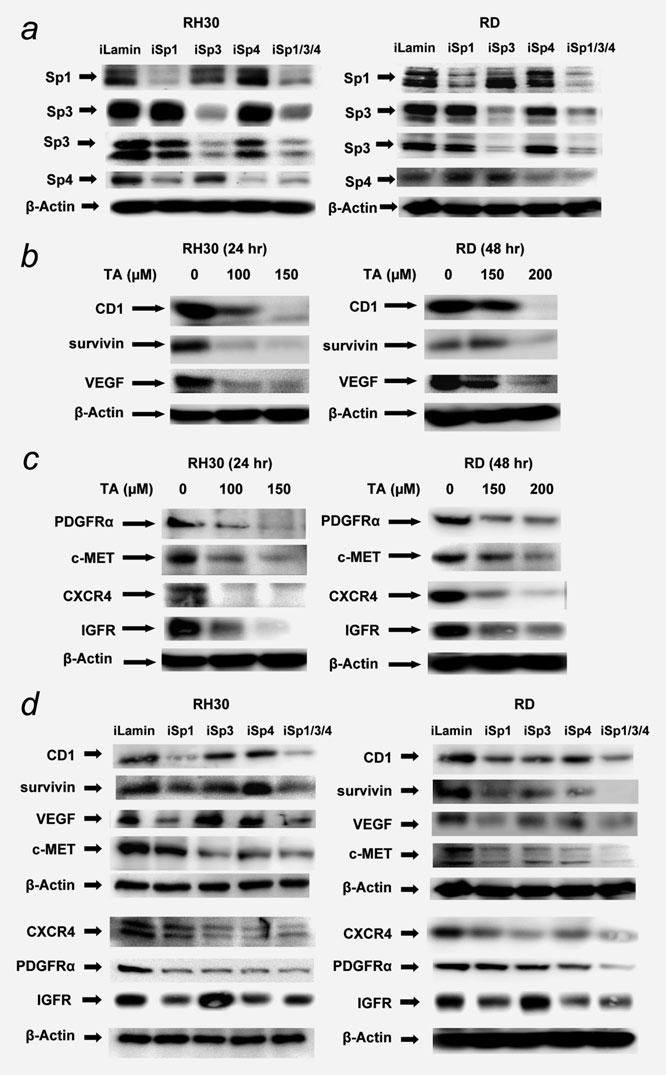 a
RH30
RD
iLamin iSp1 iSp3 iSp4 iSp1/3/4
iLamin iSp1 iSp3 iSp4 iSp1/3/4
Sp1
Sp1
Sp3
Sp3
Sp3
Sp3
Sp4
Sp4
β-Actin
β-Actin
b
RH30 (24 hr)
RD (48 hr)
TA (µM) 0 100 150
TA (µM) 0 150 200
CD1
CD1
survivin
survivin
VEGF
VEGF
β-Actin
β-Actin
c
RH30 (24 hr)
RD (48 hr)
TA (µM) 0 100 150
TA (µM) 0 150 200
PDGFRα
PDGFRα
c-MET
c-MET
CXCR4
CXCR4
IGFR
IGFR
β-Actin
β-Actin
d
RH30
RD
iLamin iSp1 iSp3 iSp4 iSp1/3/4
iLamin iSp1 iSp3 iSp4 iSp1/3/4
CD1
CD1
survivin
survivin
VEGF
VEGF
c-MET
c-MET
β-Actin
β-Actin
CXCR4
CXCR4
PDGFRα
PDGFRα
IGFR
IGFR
β-Actin
β-Actin